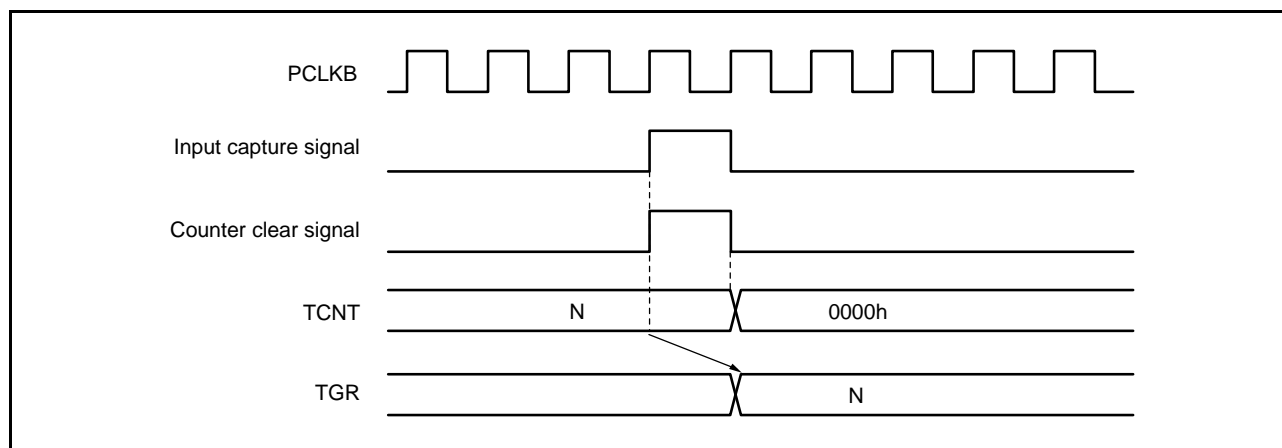 PCLKB
Input capture signal
Counter clear signal
TCNT N 0000h
TGR N